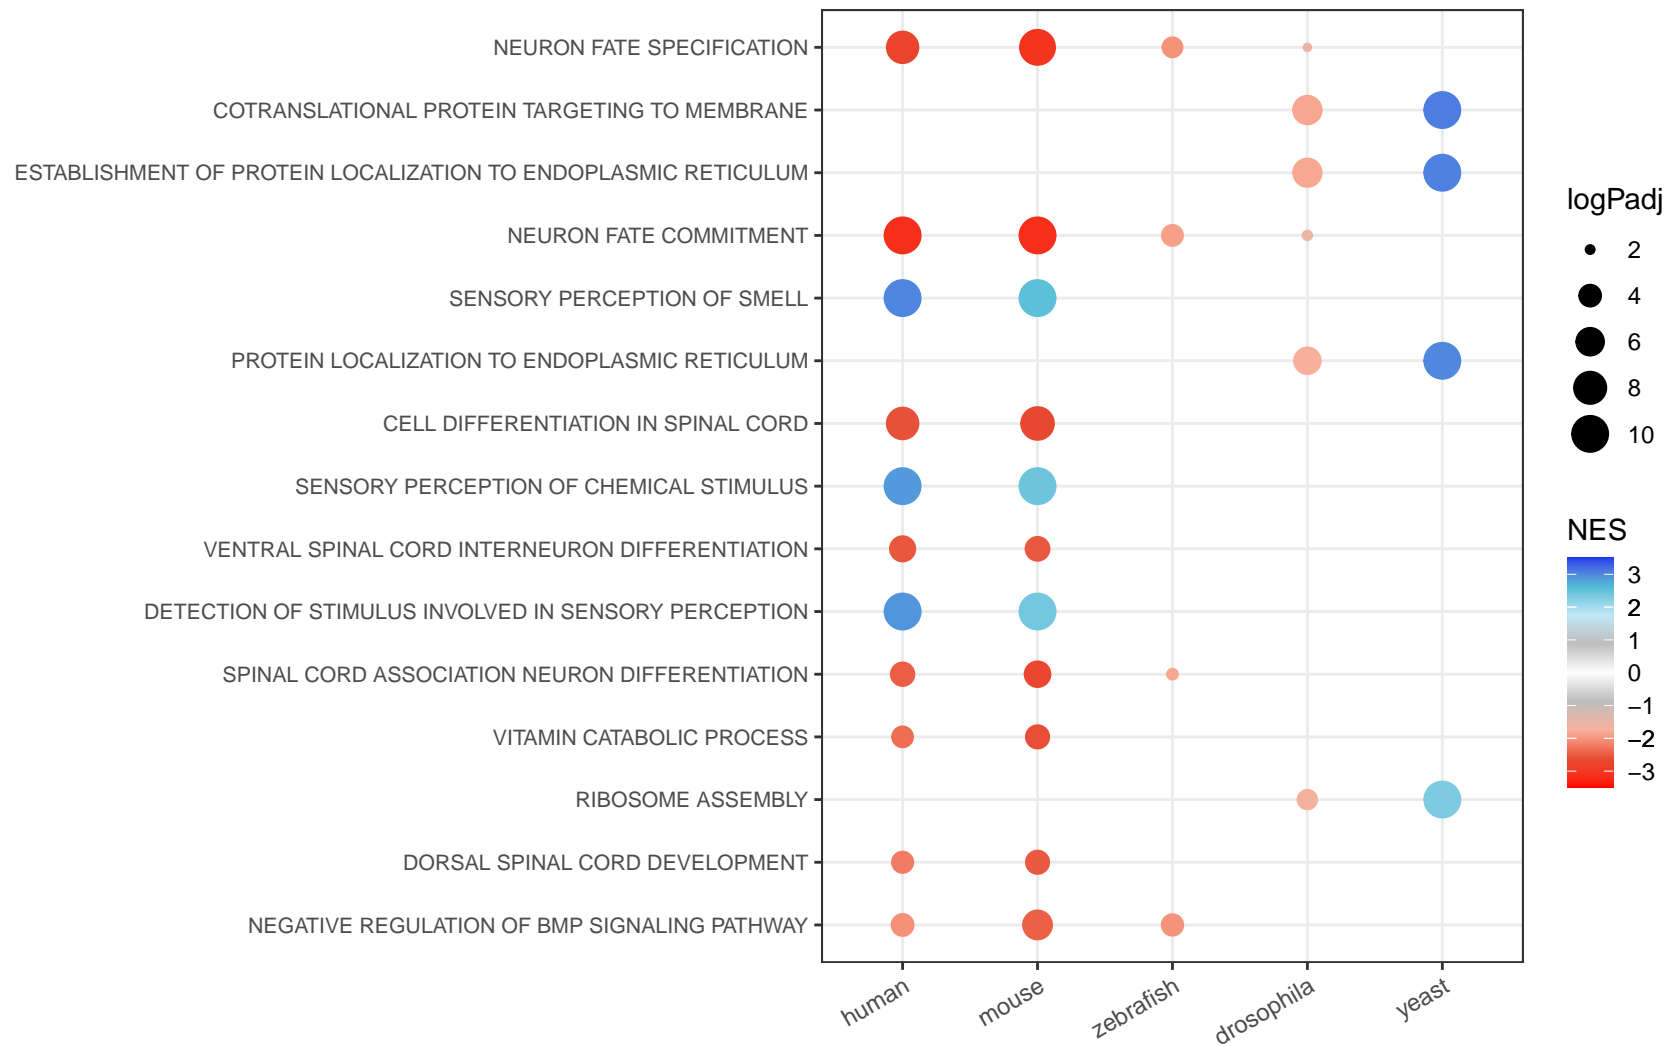 NEURON FATE SPECIFICATION
COTRANSLATIONAL PROTEIN TARGETING TO MEMBRANE
ESTABLISHMENT OF PROTEIN LOCALIZATION TO ENDOPLASMIC RETICULUM
NEURON FATE COMMITMENT
SENSORY PERCEPTION OF SMELL
PROTEIN LOCALIZATION TO ENDOPLASMIC RETICULUM
CELL DIFFERENTIATION IN SPINAL CORD
SENSORY PERCEPTION OF CHEMICAL STIMULUS
VENTRAL SPINAL CORD INTERNEURON DIFFERENTIATION
DETECTION OF STIMULUS INVOLVED IN SENSORY PERCEPTION
SPINAL CORD ASSOCIATION NEURON DIFFERENTIATION
VITAMIN CATABOLIC PROCESS
RIBOSOME ASSEMBLY
DORSAL SPINAL CORD DEVELOPMENT
NEGATIVE REGULATION OF BMP SIGNALING PATHWAY
human
mouse
zebrafish
drosophila
yeast
logPadj
2
4
6
8
10
NES
3
2
1
0
−1
−2
−3